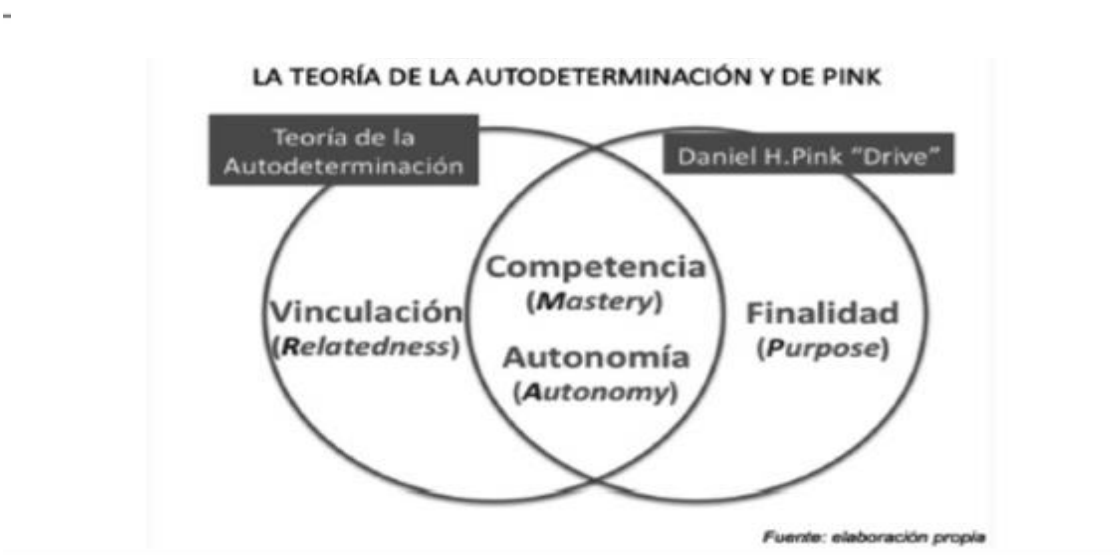 LA TEORÍA DE LA AUTODETERMINACIÓN Y DE PINK
Teoría de la
Autodeterminación
Daniel H.Pink “Drive”
Vinculación
(Relatedness)
Competencia
(Mastery)
Autonomía
(Autonomy)
Finalidad
(Purpose)
Fuente: elaboración propia